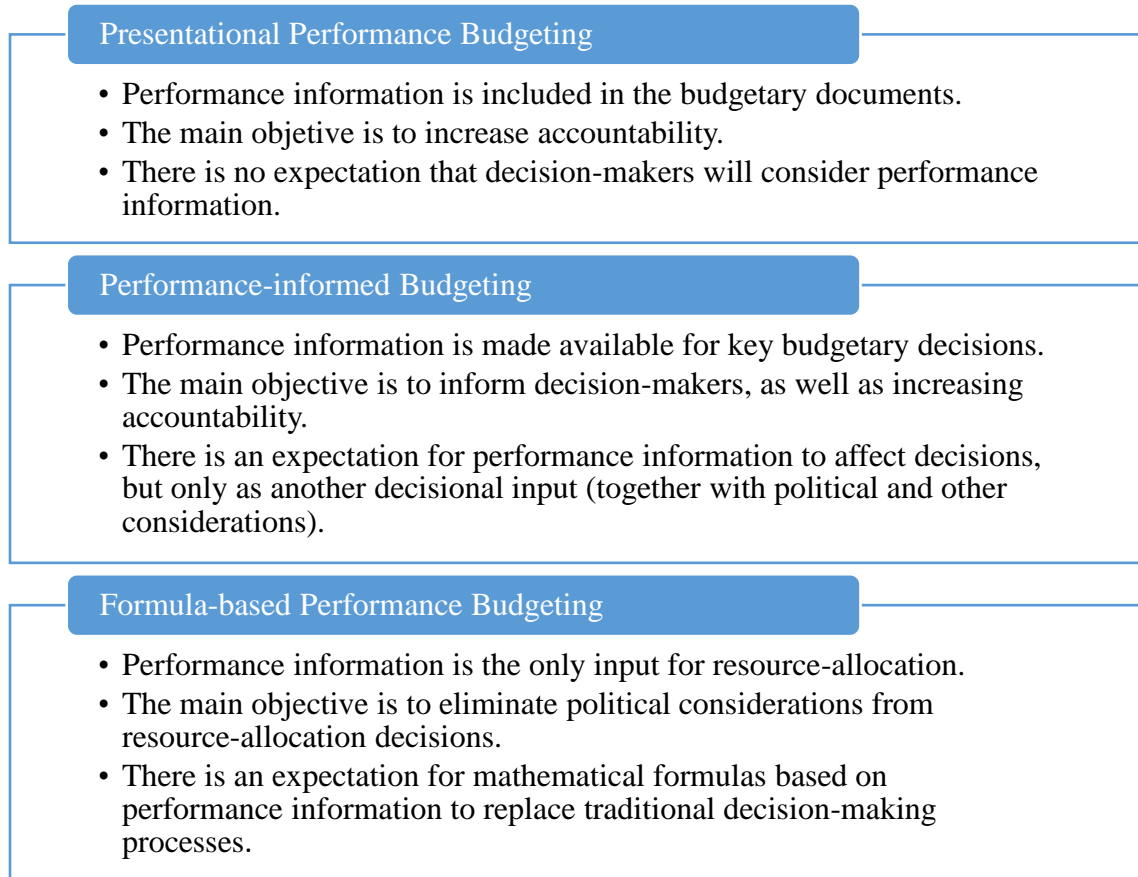 Presentational Performance Budgeting
• Performance information is included in the budgetary documents.
• The main objetive is to increase accountability.
• There is no expectation that decision-makers will consider performance
information.
Performance-informed Budgeting
• Performance information is made available for key budgetary decisions.
• The main objective is to inform decision-makers, as well as increasing
accountability.
• There is an expectation for performance information to affect decisions,
but only as another decisional input (together with political and other
considerations).
Formula-based Performance Budgeting
• Performance information is the only input for resource-allocation.
• The main objective is to eliminate political considerations from
resource-allocation decisions.
• There is an expectation for mathematical formulas based on
performance information to replace traditional decision-making
processes.